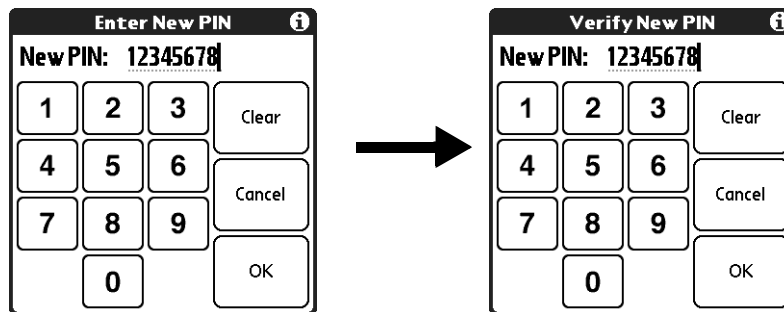 Enter New PIN i
New PIN: 12345678
1 2 3 Clear
4 5 6 Cancel
7 8 9
0 OK
Verify New PIN i
New PIN: 12345678
1 2 3 Clear
4 5 6 Cancel
7 8 9
0 OK